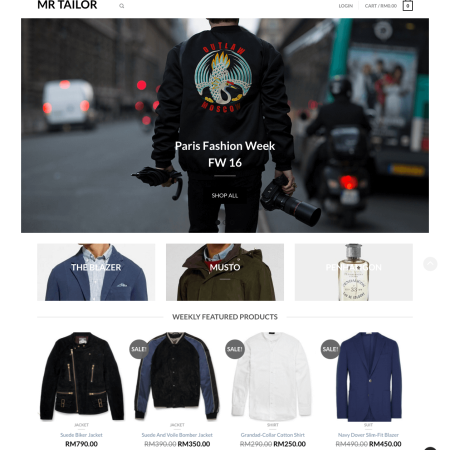 MR TAILOR
LOGIN
CART / RM0.00
0
OUTLAW
MOSCOW
Paris Fashion Week
FW 16
SHOP ALL
THE BLAZER
MUSTO
WEEKLY FEATURED PRODUCTS
SALE!
SALE!
SALE!
JACKET
JACKET
SHIRT
SUIT
Suede Biker Jacket
Suede And Voile Bomber Jacket
Grandad-Collar Cotton Shirt
Navy Dover Slim-Fit Blazer
RM790.00
RM390.00 RM350.00
RM290.00 RM250.00
RM490.00 RM450.00